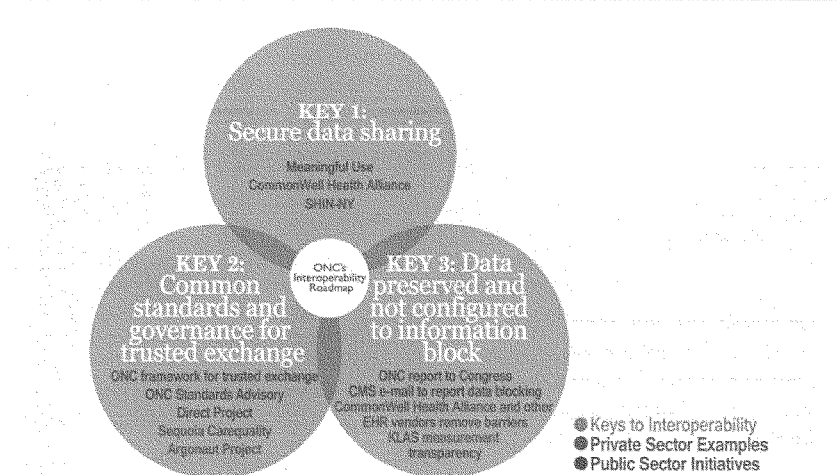 KEY 1:
Secure data sharing
Meaningful Use
CommonWell Health Alliance
SHIN-NY
ONC's
Interoperability
Roadmap
KEY 2:
Common
standards and
governance for
trusted exchange
ONC framework for trusted exchange
ONC Standards Advisory
Direct Project
Sequoia Carequality
Argonaut Project
KEY 3: Data
preserved and
not configured
to information
block
ONC report to Congress
CMS e-mail to report data blocking
CommonWell Health Alliance and other
EHR vendors remove barriers
KLAS measurement
transparency
Keys to Interoperability
Private Sector Examples
Public Sector Initiatives